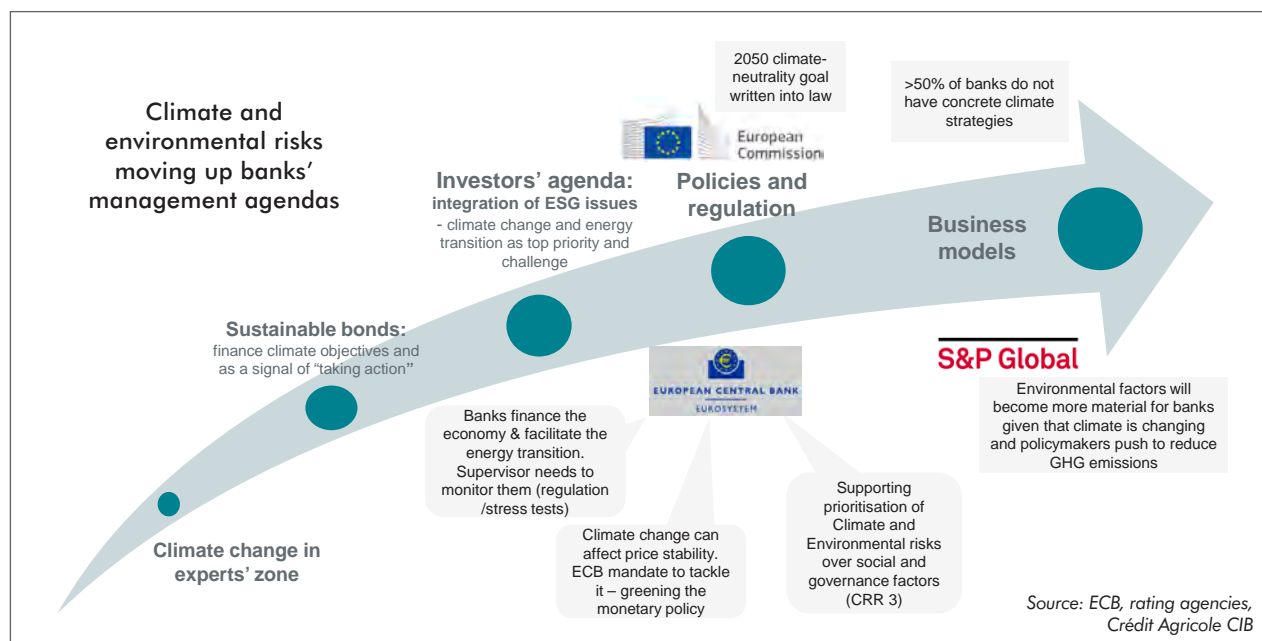 Climate and
environmental risks
moving up banks'
management agendas
2050 climate-
neutrality goal
written into law
>50% of banks do not
have concrete climate
strategies
European
Commission
Investors' agenda:
integration of ESG issues
- climate change and energy
transition as top priority and
challenge
Policies and
regulation
Business
models
Sustainable bonds:
finance climate objectives and
as a signal of "taking action"
Climate change in
experts' zone
EUROPEAN CENTRAL BANK
EUROSYSTEM
S&P Global
Banks finance the
economy & facilitate the
energy transition.
Supervisor needs to
monitor them (regulation
/stress tests)
Climate change can
affect price stability.
ECB mandate to tackle
it – greening the
monetary policy
Supporting
prioritisation of
Climate and
Environmental risks
over social and
governance factors
(CRR 3)
Environmental factors will
become more material for banks
given that climate is changing
and policymakers push to reduce
GHG emissions
Source: ECB, rating agencies,
Crédit Agricole CIB